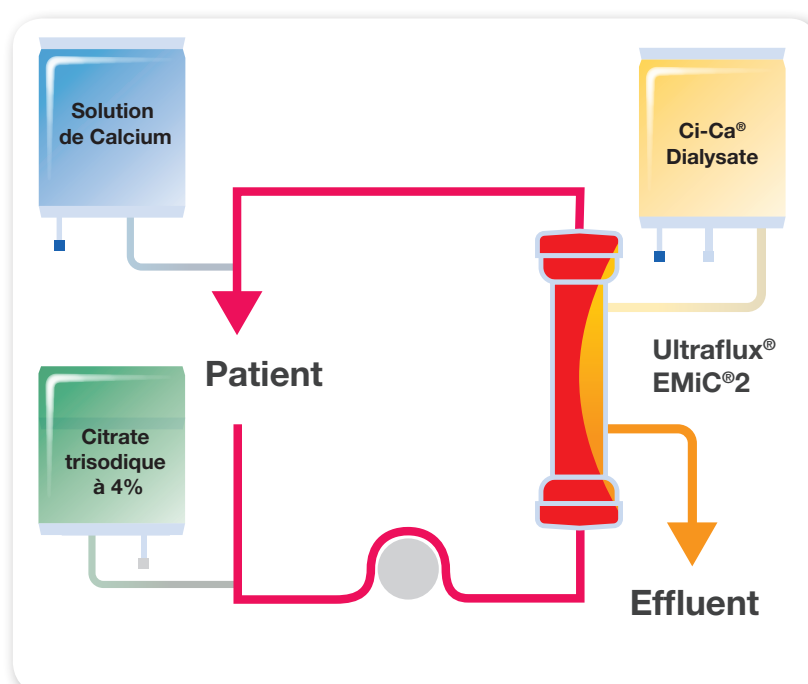 Solution
de Calcium
Ci-Ca®
Dialysate
Ultraflux®
EMiC®2
Patient
Citrate
trisodique
à 4%
Effluent